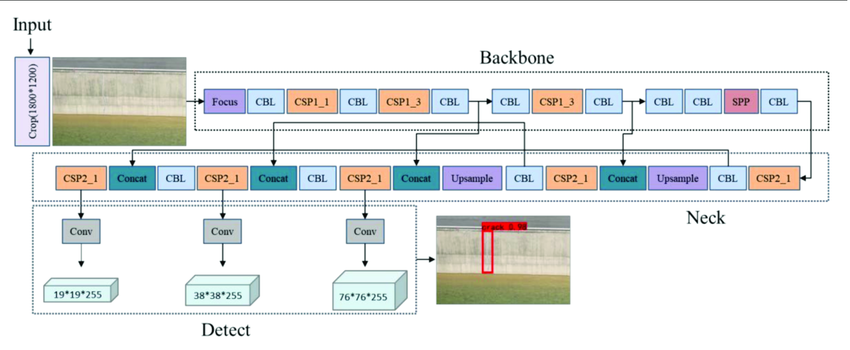 Input
Crop(1800*1200)
Backbone
Focus CBL CSP1_1 CBL CSP1_3 CBL CBL CSP1_3 CBL CBL CBL SPP CBL
CSP2_1 Concat CBL CSP2_1 Concat CBL CSP2_1 Concat Upsample CBL CSP2_1 Concat Upsample CBL CSP2_1
Neck
Conv Conv Conv
19*19*255 38*38*255 76*76*255
Detect